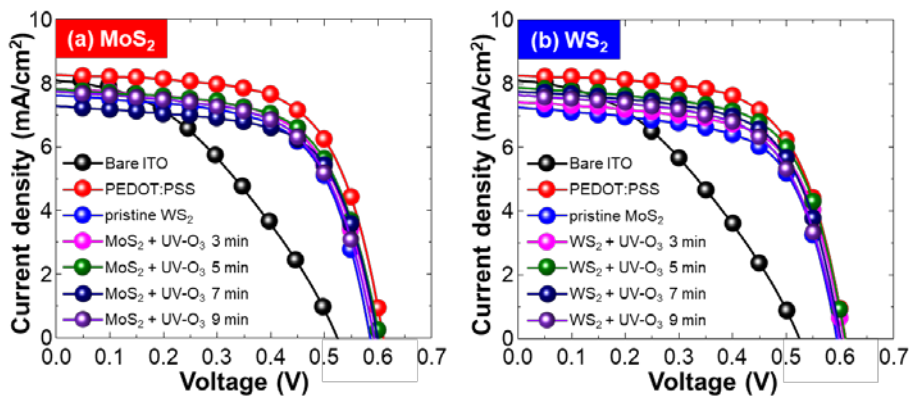 (a) MoS₂
Current density (mA/cm²)
10
8
6
4
2
0
Bare ITO
PEDOT:PSS
pristine WS₂
MoS₂ + UV-O₃ 3 min
MoS₂ + UV-O₃ 5 min
MoS₂ + UV-O₃ 7 min
MoS₂ + UV-O₃ 9 min
0.0 0.1 0.2 0.3 0.4 0.5 0.6 0.7
Voltage (V)
(b) WS₂
Current density (mA/cm²)
10
8
6
4
2
0
Bare ITO
PEDOT:PSS
pristine MoS₂
WS₂ + UV-O₃ 3 min
WS₂ + UV-O₃ 5 min
WS₂ + UV-O₃ 7 min
WS₂ + UV-O₃ 9 min
0.0 0.1 0.2 0.3 0.4 0.5 0.6 0.7
Voltage (V)